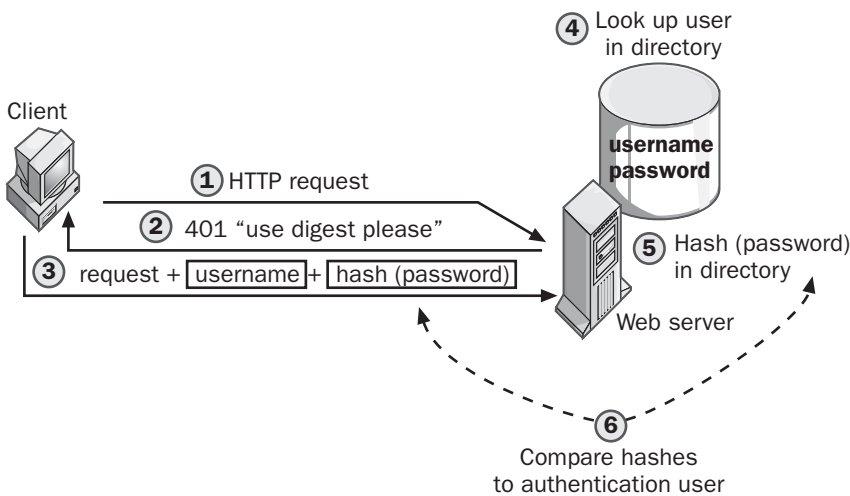 4 Look up user
in directory
Client
username
password
1 HTTP request
2 401 “use digest please”
3 request + username + hash (password)
5 Hash (password)
in directory
Web server
6
Compare hashes
to authentication user